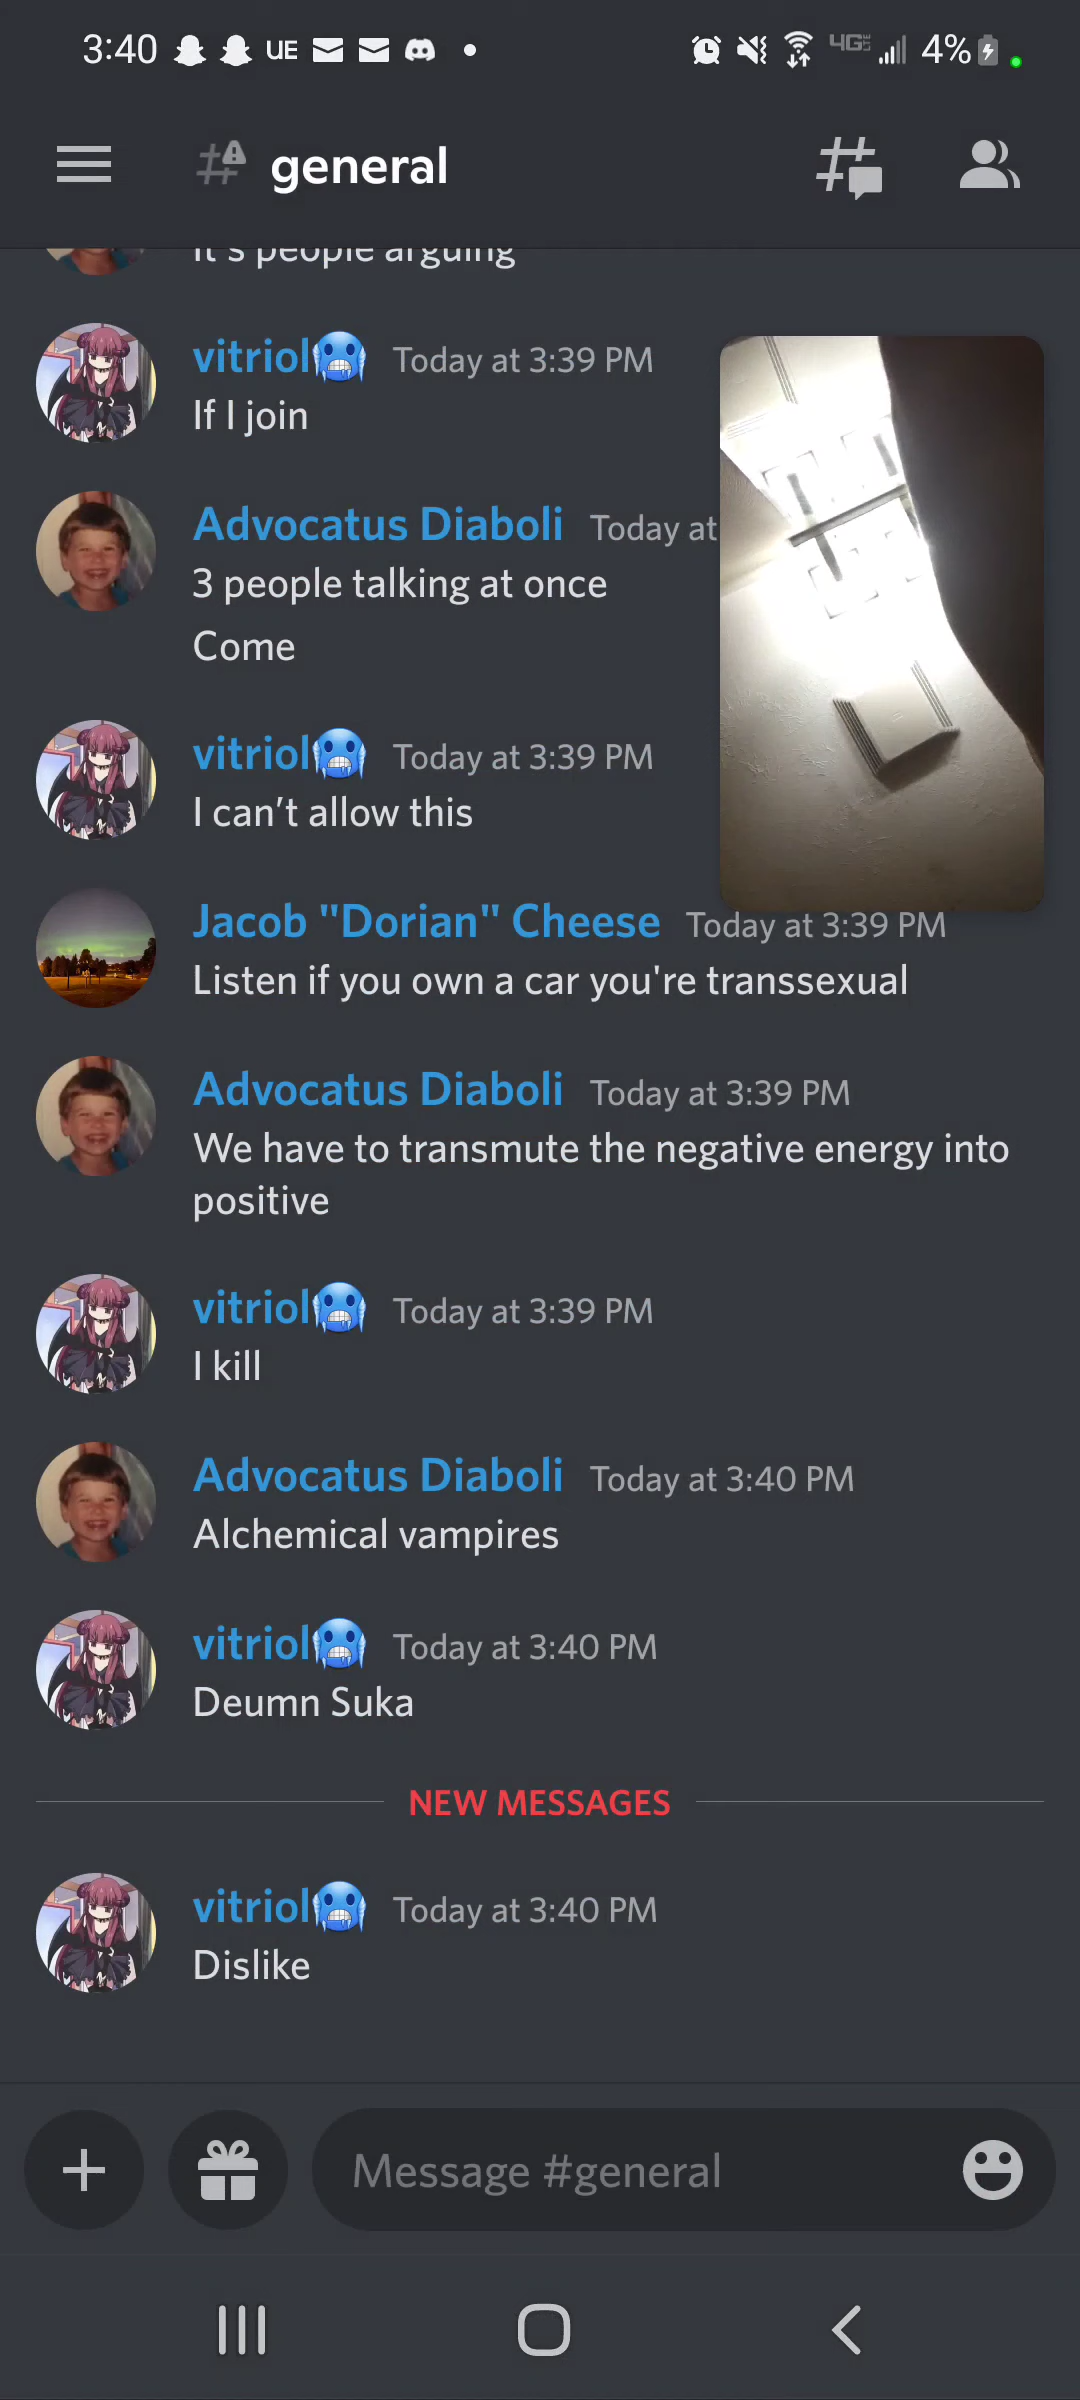 3:40 UE 4G 4%
general
It's people arguing
vitriol🥶 Today at 3:39 PM
If I join
Advocatus Diaboli Today at
3 people talking at once
Come
vitriol🥶 Today at 3:39 PM
I can’t allow this
Jacob "Dorian" Cheese Today at 3:39 PM
Listen if you own a car you're transsexual
Advocatus Diaboli Today at 3:39 PM
We have to transmute the negative energy into
positive
vitriol🥶 Today at 3:39 PM
I kill
Advocatus Diaboli Today at 3:40 PM
Alchemical vampires
vitriol🥶 Today at 3:40 PM
Deumn Suka
NEW MESSAGES
vitriol🥶 Today at 3:40 PM
Dislike
Message #general